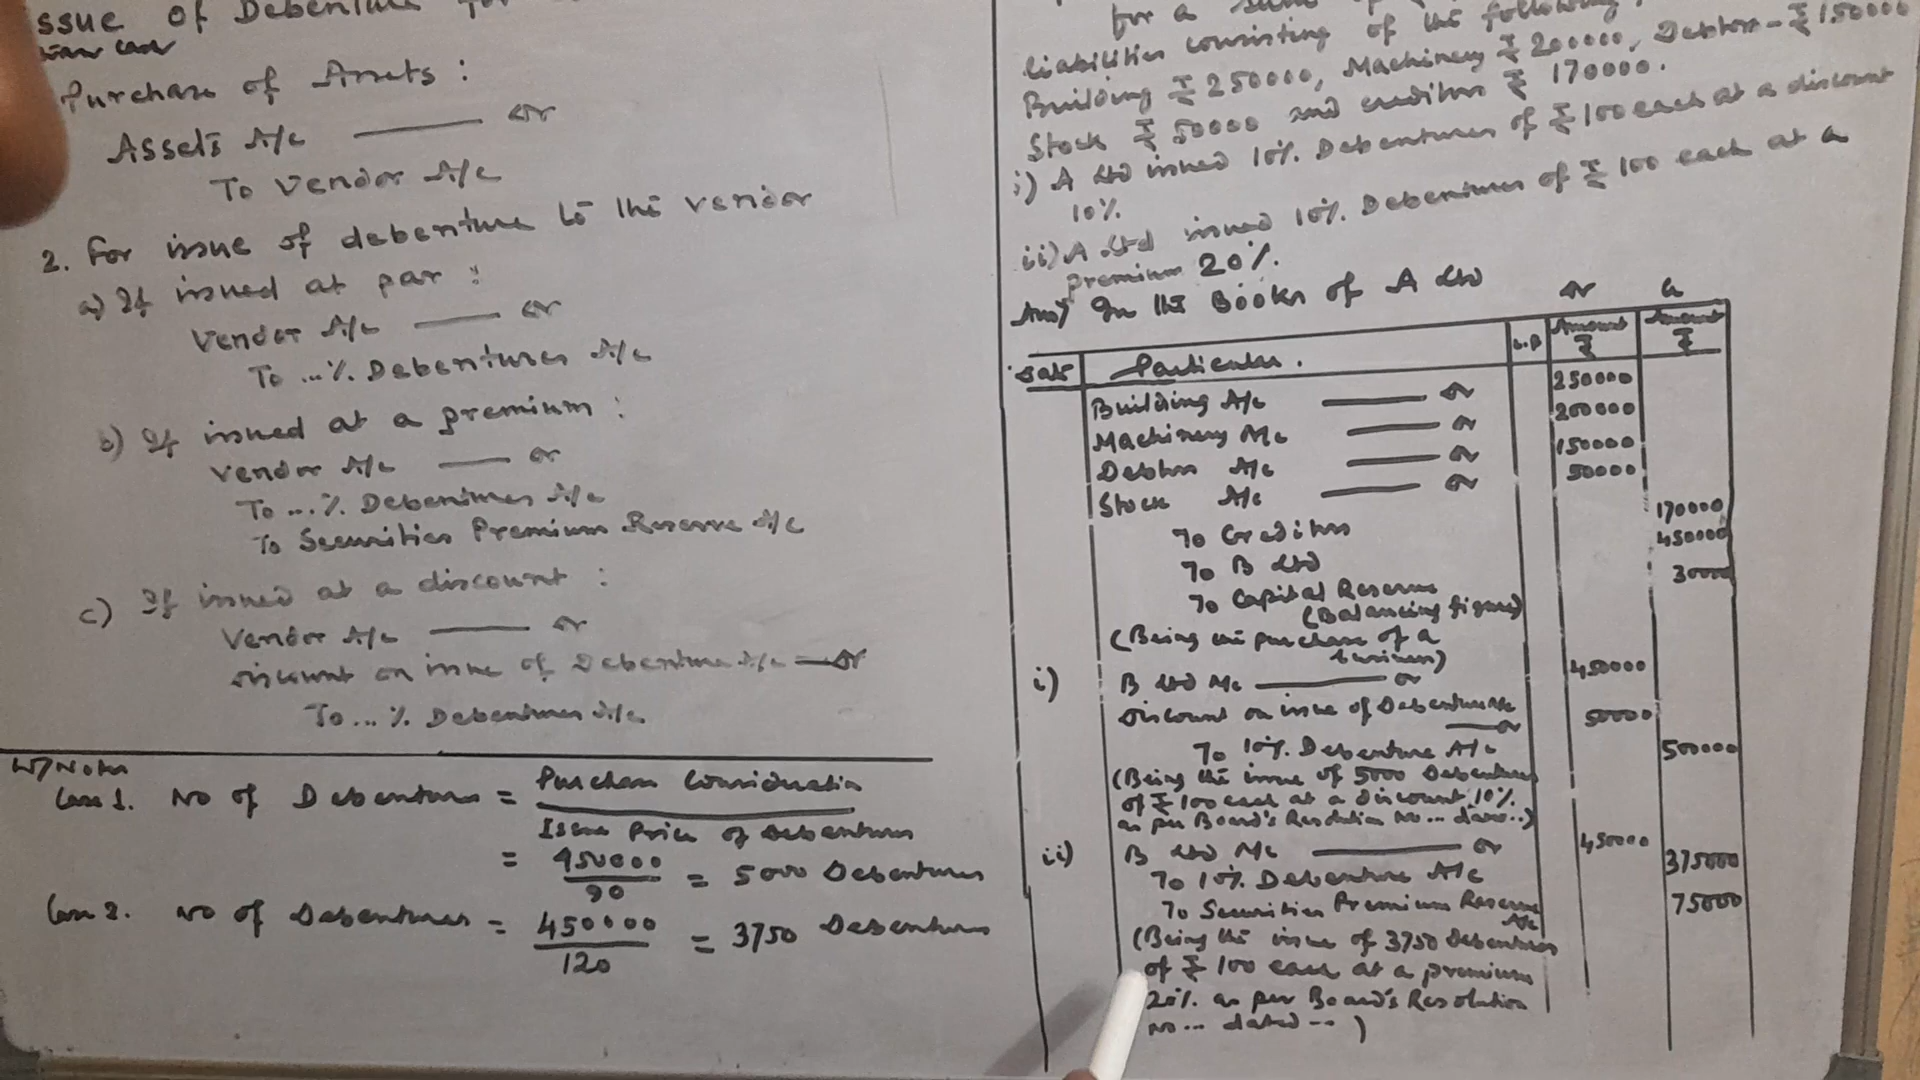 ssue of Debenture for
Purchase of Assets :
Assets A/c ——— Dr
To Vendor A/c
2. For issue of debenture to the vendor
a) If issued at par :
Vendor A/c —— Dr
To ...% Debentures A/c
b) If issued at a premium :
Vendor A/c —— Dr
To ...% Debentures A/c
To Securities Premium Reserve A/c
c) If issued at a discount :
Vendor A/c —— Dr
Discount on issue of Debenture A/c — Dr
To ...% Debentures A/c
W/Notes
Case 1. No of Debentures = Purchase Consideration
Issue Price of Debentures
= 450000
90
= 5000 Debentures
Case 2. No of Debentures = 450000
120
= 3750 Debentures
for a sum of
liabilities consisting of the following
Building ₹ 250000, Machinery ₹ 200000, Debtors - ₹ 150000
Stock ₹ 50000 and creditors ₹ 170000.
i) A Ltd issued 10% Debentures of ₹ 100 each at a discount
10%
ii) A Ltd issued 10% Debentures of ₹ 100 each at a
premium 20%.
Ans) In the Books of A Ltd
Dr Cr
Date Particulars. L.F Amount ₹ Amount ₹
Building A/c ——— Dr 250000
Machinery A/c ——— Dr 200000
Debtors A/c ——— Dr 150000
Stock A/c ——— Dr 50000
To Creditors 170000
To B Ltd 450000
To Capital Reserve 30000
(Balancing figure)
(Being the purchase of a
business)
i) B Ltd A/c ——— Dr 450000
Discount on issue of Debenture A/c
— Dr 50000
To 10% Debenture A/c 500000
(Being the issue of 5000 Debentures
of ₹ 100 each at a discount 10%
as per Board's Resolution No... date..)
ii) B Ltd A/c ——— Dr 450000
To 10% Debenture A/c 375000
To Securities Premium Reserve A/c 75000
(Being the issue of 3750 Debentures
of ₹ 100 each at a premium
20% as per Board's Resolution
No... dated -- )